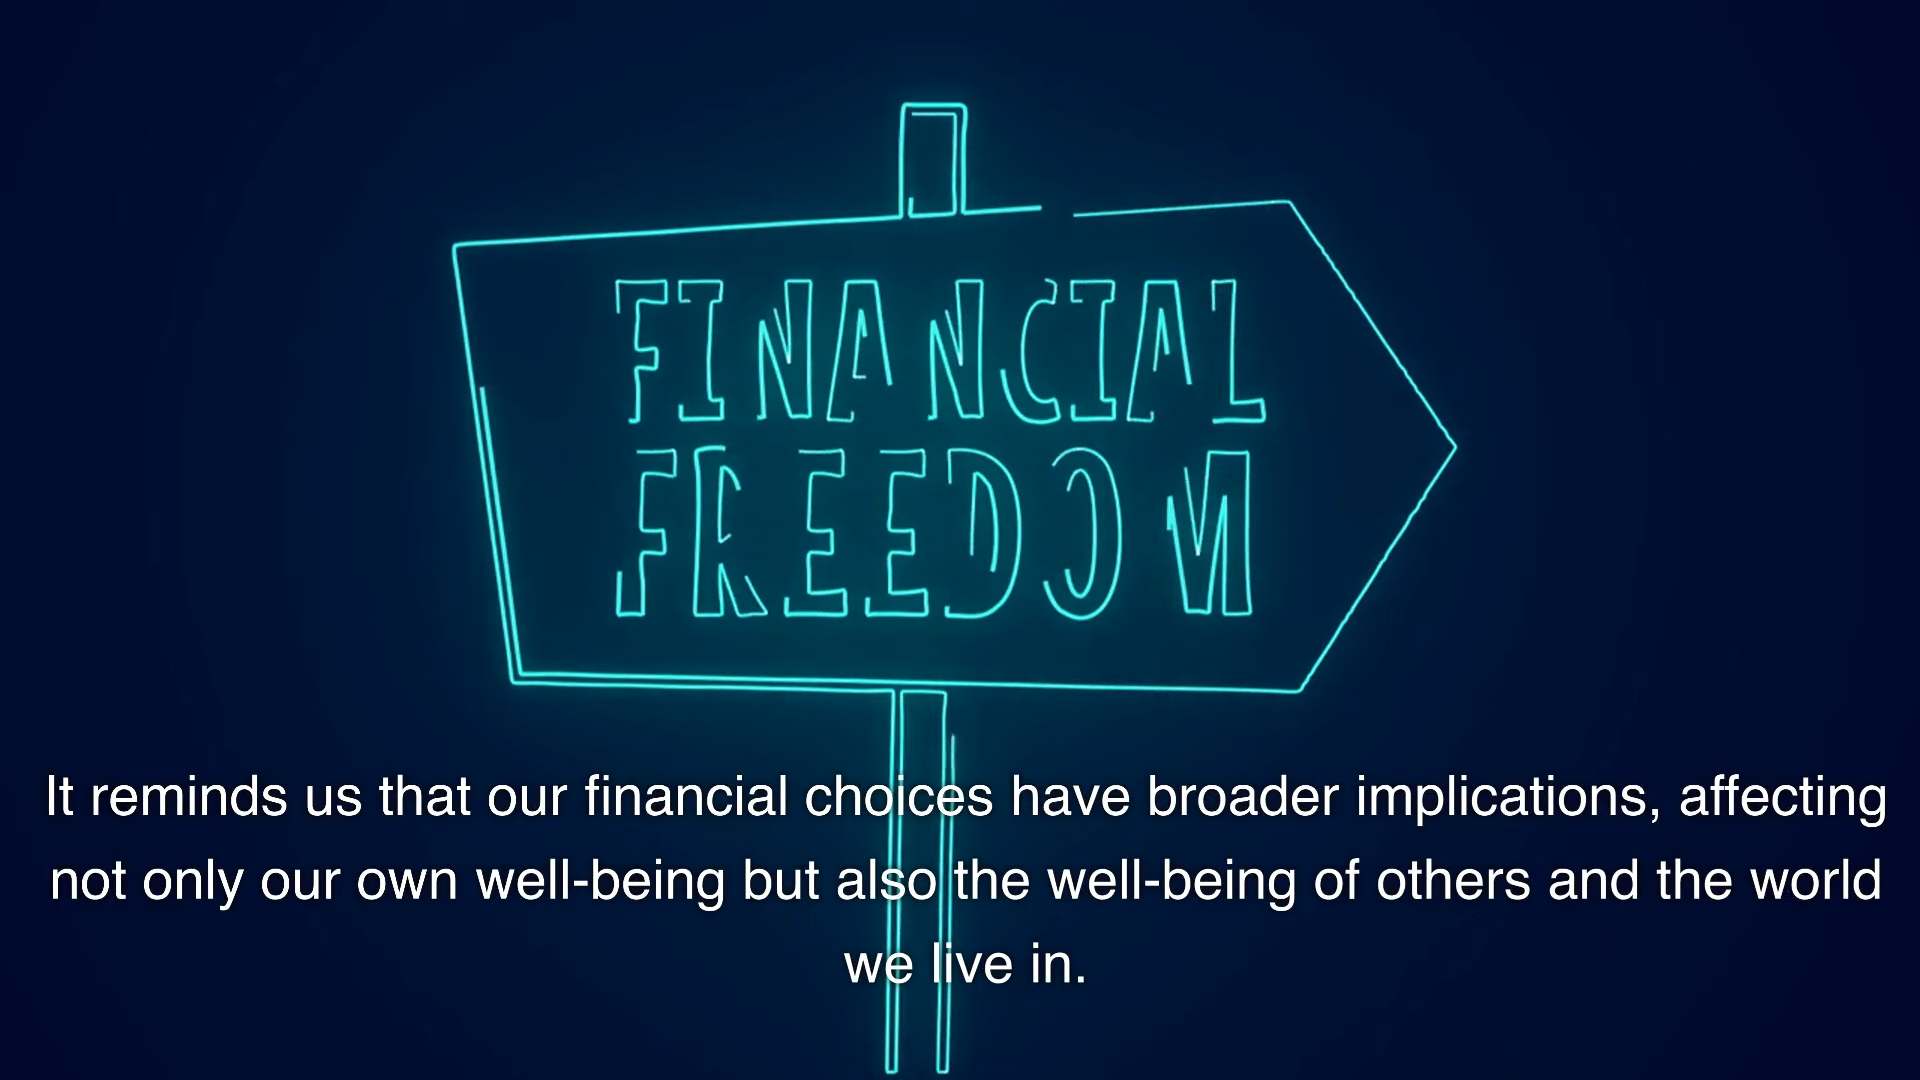 FINANCIAL
FREEDOM
It reminds us that our financial choices have broader implications, affecting
not only our own well-being but also the well-being of others and the world
we live in.